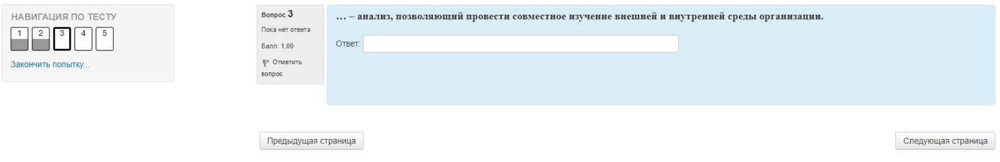 НАВИГАЦИЯ ПО ТЕСТУ
1 2 3 4 5
Закончить попытку...
Вопрос 3
Пока нет ответа
Балл: 1,00
Отметить
вопрос
… – анализ, позволяющий провести совместное изучение внешней и внутренней среды организации.
Ответ:
Предыдущая страница
Следующая страница